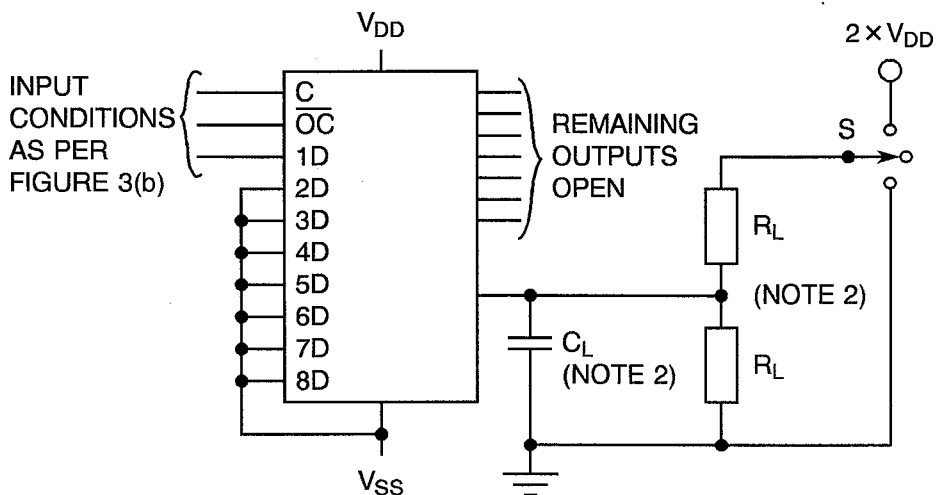 V_DD
2 × V_DD
INPUT
CONDITIONS
AS PER
FIGURE 3(b)
C
O̅C̅
1D
2D
3D
4D
5D
6D
7D
8D
REMAINING
OUTPUTS
OPEN
S
R_L
(NOTE 2)
C_L
(NOTE 2)
R_L
V_SS